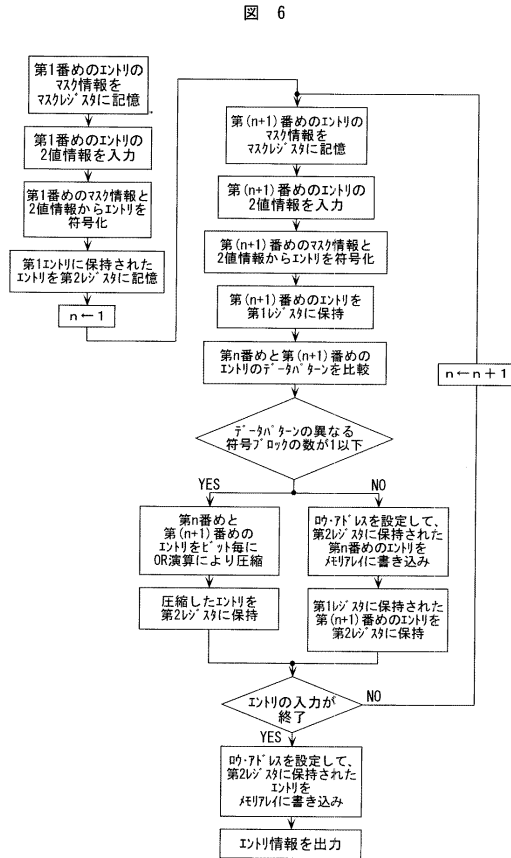 図 6
第1番めのエントリの
マスク情報を
マスクレジスタに記憶
第1番めのエントリの
2値情報を入力
第1番めのマスク情報と
2値情報からエントリを
符号化
第1エントリに保持された
エントリを第2レジスタに記憶
n←1
第(n+1)番めのエントリの
マスク情報を
マスクレジスタに記憶
第(n+1)番めのエントリの
2値情報を入力
第(n+1)番めのマスク情報と
2値情報からエントリを符号化
第(n+1)番めのエントリを
第1レジスタに保持
第n番めと第(n+1)番めの
エントリのデータパターンを比較
n←n+1
データパターンの異なる
符号ブロックの数が1以下
YES
NO
第n番めと
第(n+1)番めの
エントリをビット毎に
OR演算により圧縮
ロウ・アドレスを設定して、
第2レジスタに保持された
第n番めのエントリを
メモリアレイに書き込み
圧縮したエントリを
第2レジスタに保持
第1レジスタに保持された
第(n+1)番めのエントリを
第2レジスタに保持
エントリの入力が
終了
NO
YES
ロウ・アドレスを設定して、
第2レジスタに保持された
エントリを
メモリアレイに書き込み
エントリ情報を出力